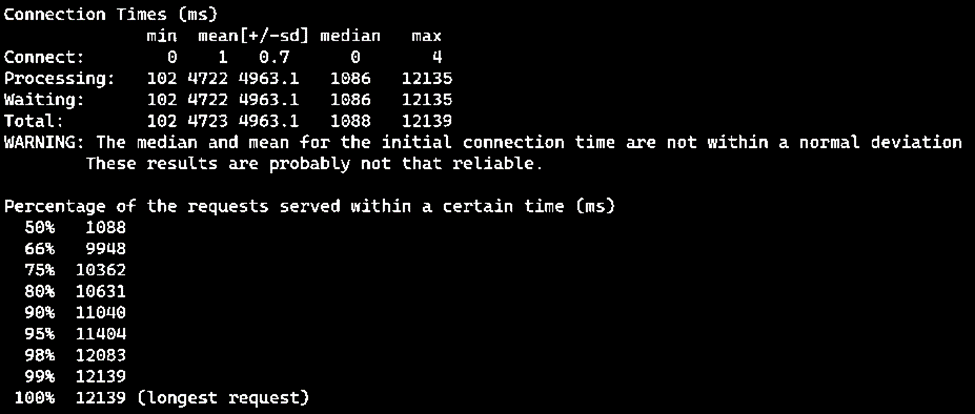 Connection Times (ms)
              min  mean[+/-sd] median   max
Connect:        0    1   0.7      0       4
Processing:   102 4722 4963.1   1086   12135
Waiting:      102 4722 4963.1   1086   12135
Total:        102 4723 4963.1   1088   12139
WARNING: The median and mean for the initial connection time are not within a normal deviation
        These results are probably not that reliable.

Percentage of the requests served within a certain time (ms)
  50%   1088
  66%   9948
  75%  10362
  80%  10631
  90%  11040
  95%  11404
  98%  12083
  99%  12139
 100%  12139 (longest request)